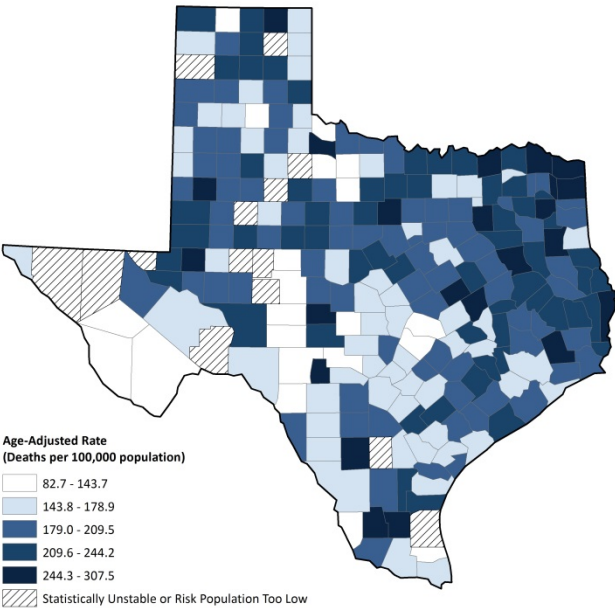 Age-Adjusted Rate
(Deaths per 100,000 population)
82.7 - 143.7
143.8 - 178.9
179.0 - 209.5
209.6 - 244.2
244.3 - 307.5
Statistically Unstable or Risk Population Too Low